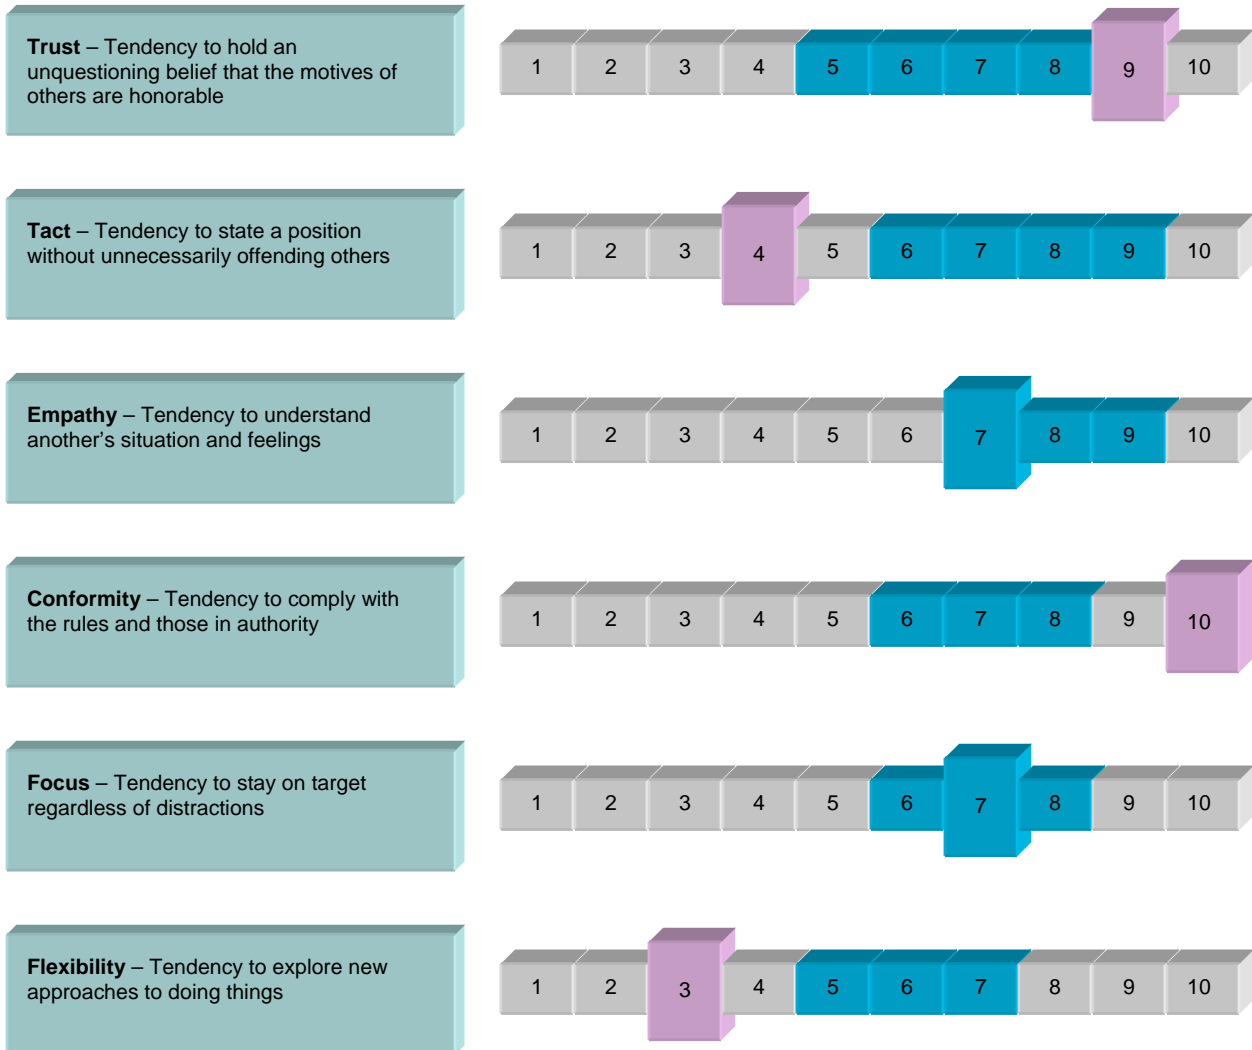 Trust – Tendency to hold an
unquestioning belief that the motives of
others are honorable
1 2 3 4 5 6 7 8 9 10
Tact – Tendency to state a position
without unnecessarily offending others
1 2 3 4 5 6 7 8 9 10
Empathy – Tendency to understand
another’s situation and feelings
1 2 3 4 5 6 7 8 9 10
Conformity – Tendency to comply with
the rules and those in authority
1 2 3 4 5 6 7 8 9 10
Focus – Tendency to stay on target
regardless of distractions
1 2 3 4 5 6 7 8 9 10
Flexibility – Tendency to explore new
approaches to doing things
1 2 3 4 5 6 7 8 9 10